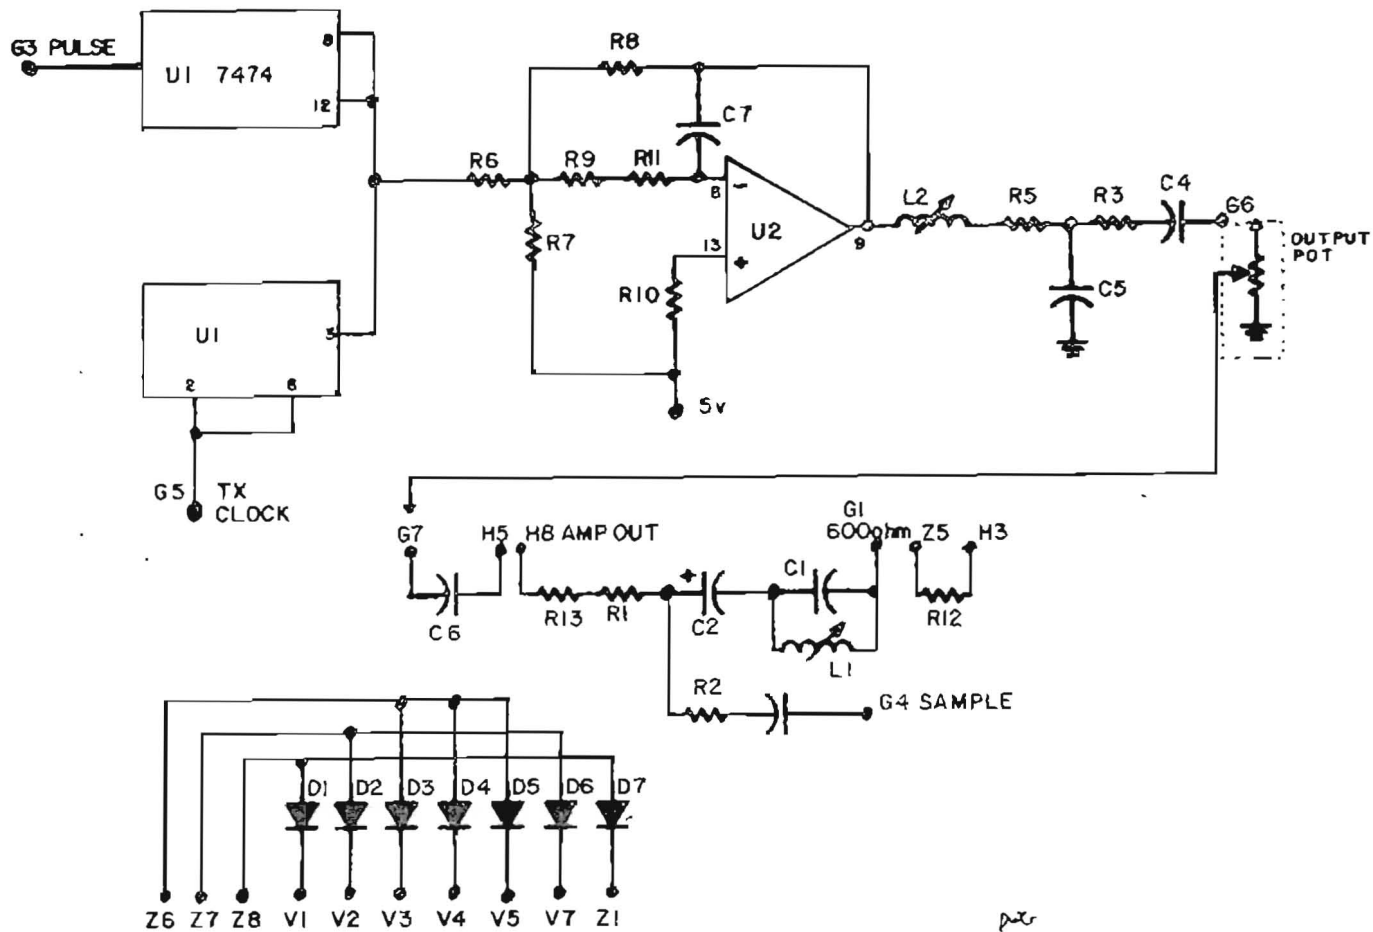 G3 PULSE
U1 7474
8
12
R8
C7
R6
R9
R11
8
-
U2
9
13
+
R7
R10
5v
L2
R5
R3
C4
G6
OUTPUT
POT
C5
U1
3
2
6
G5 TX
CLOCK
G7
H5
H8 AMP OUT
G1
600ohm
Z5
H3
C6
R13
R1
+
C2
C1
L1
R12
R2
G4 SAMPLE
D1
D2
D3
D4
D5
D6
D7
Z6
Z7
Z8
V1
V2
V3
V4
V5
V7
Z1